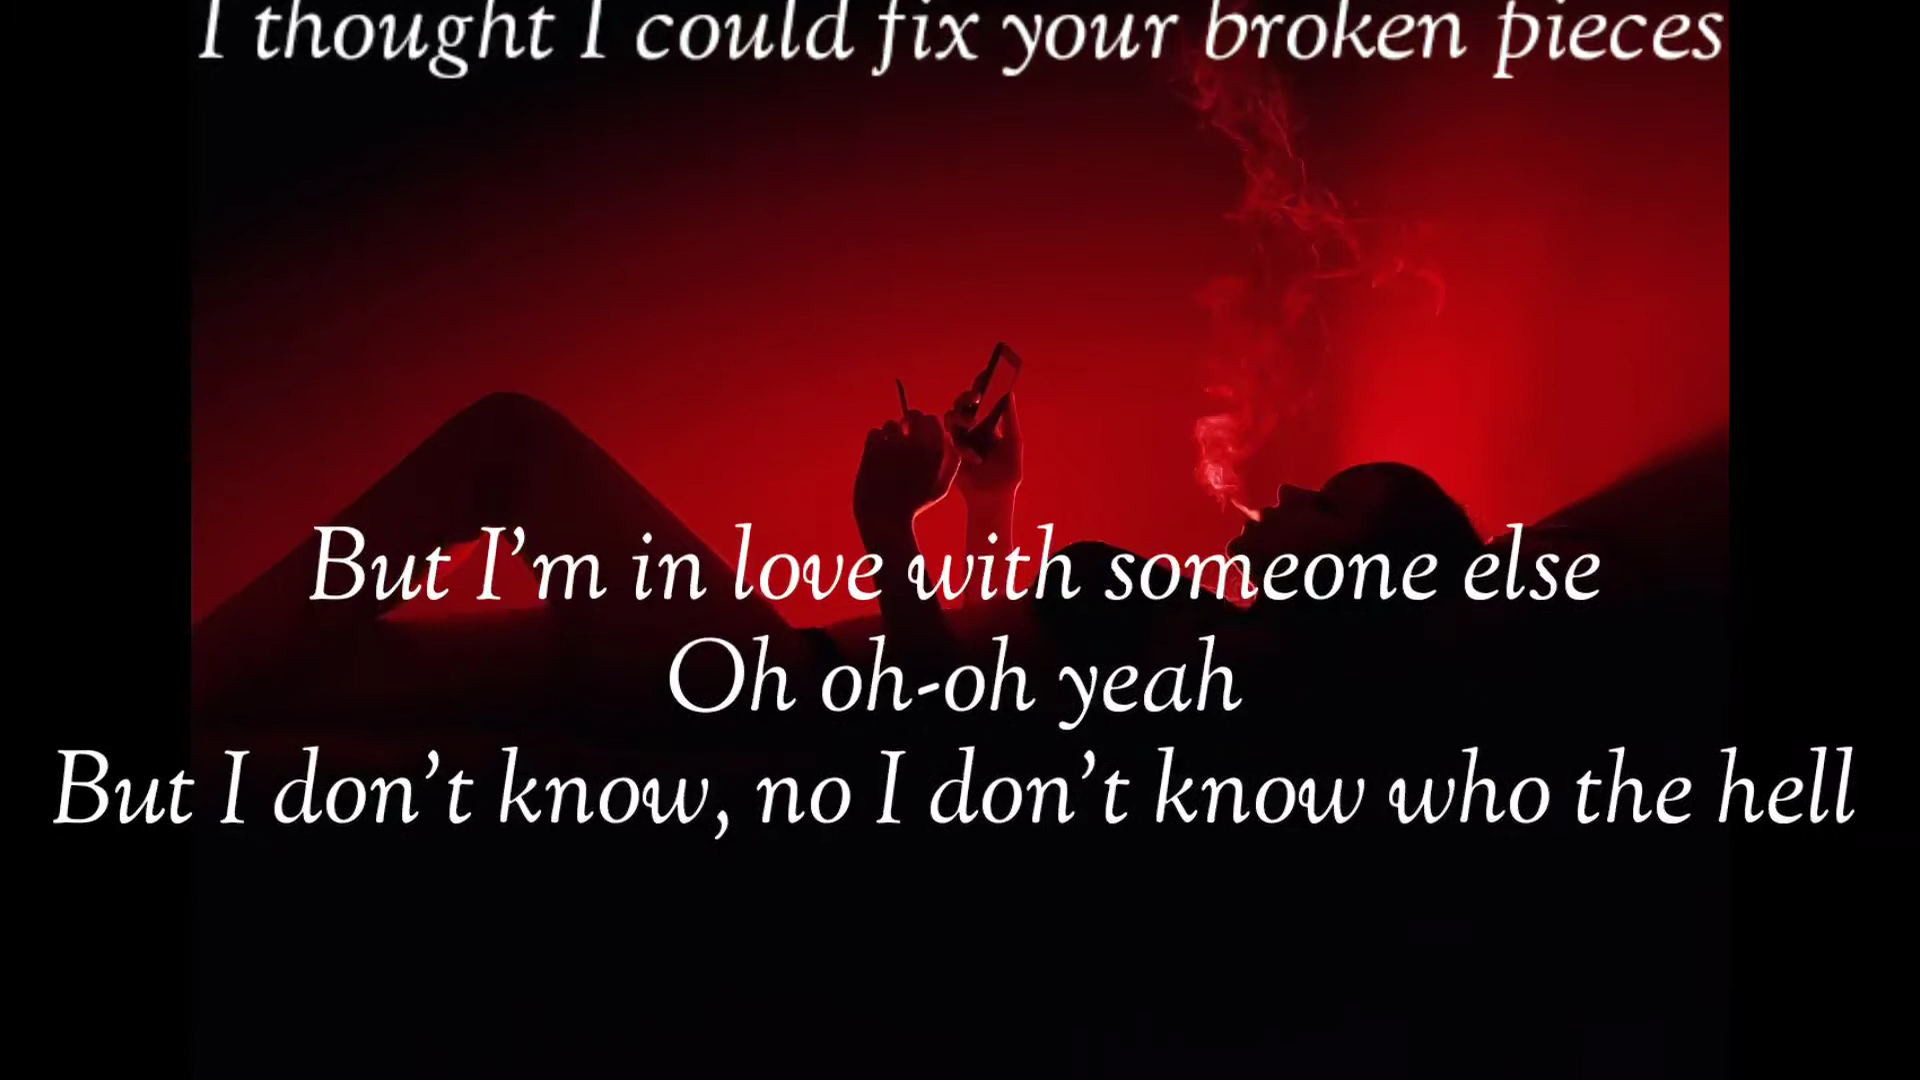 I thought I could fix your broken pieces
But I'm in love with someone else
Oh oh-oh yeah
But I don't know, no I don't know who the hell